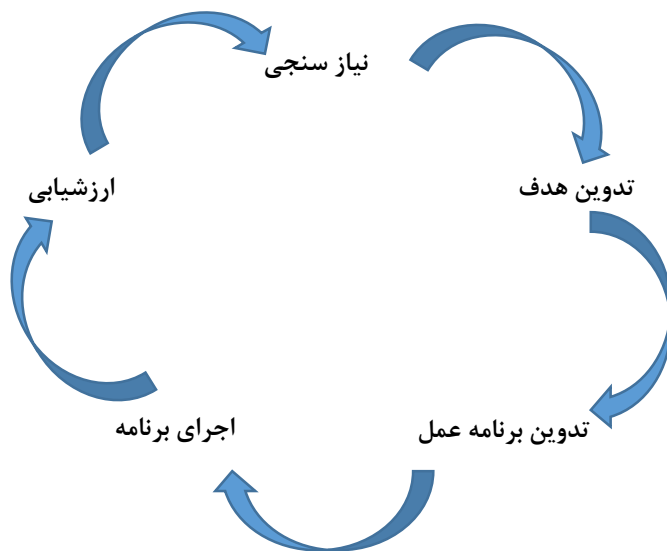 نیاز سنجی
تدوین هدف
تدوین برنامه عمل
اجرای برنامه
ارزشیابی